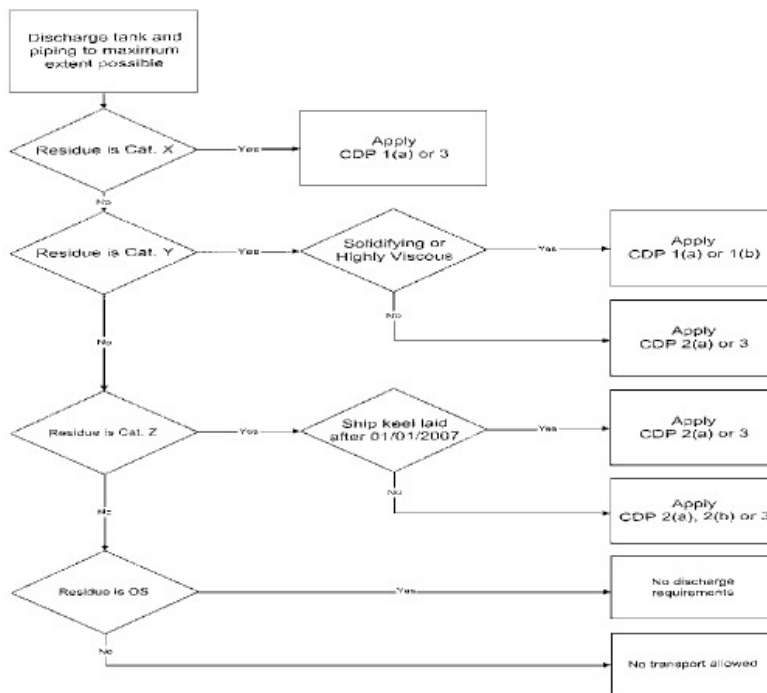 Discharge tank and
piping to maximum
extent possible
Residue is Cat. X
Yes
Apply
CDP 1(a) or 3
No
Residue is Cat. Y
Yes
Solidifying or
Highly Viscous
Yes
Apply
CDP 1(a) or 1(b)
No
Apply
CDP 2(a) or 3
No
Residue is Cat. Z
Yes
Ship keel laid
after 01/01/2007
Yes
Apply
CDP 2(a) or 3
No
Apply
CDP 2(a), 2(b) or 3
No
Residue is OS
Yes
No discharge
requirements
No
No transport allowed